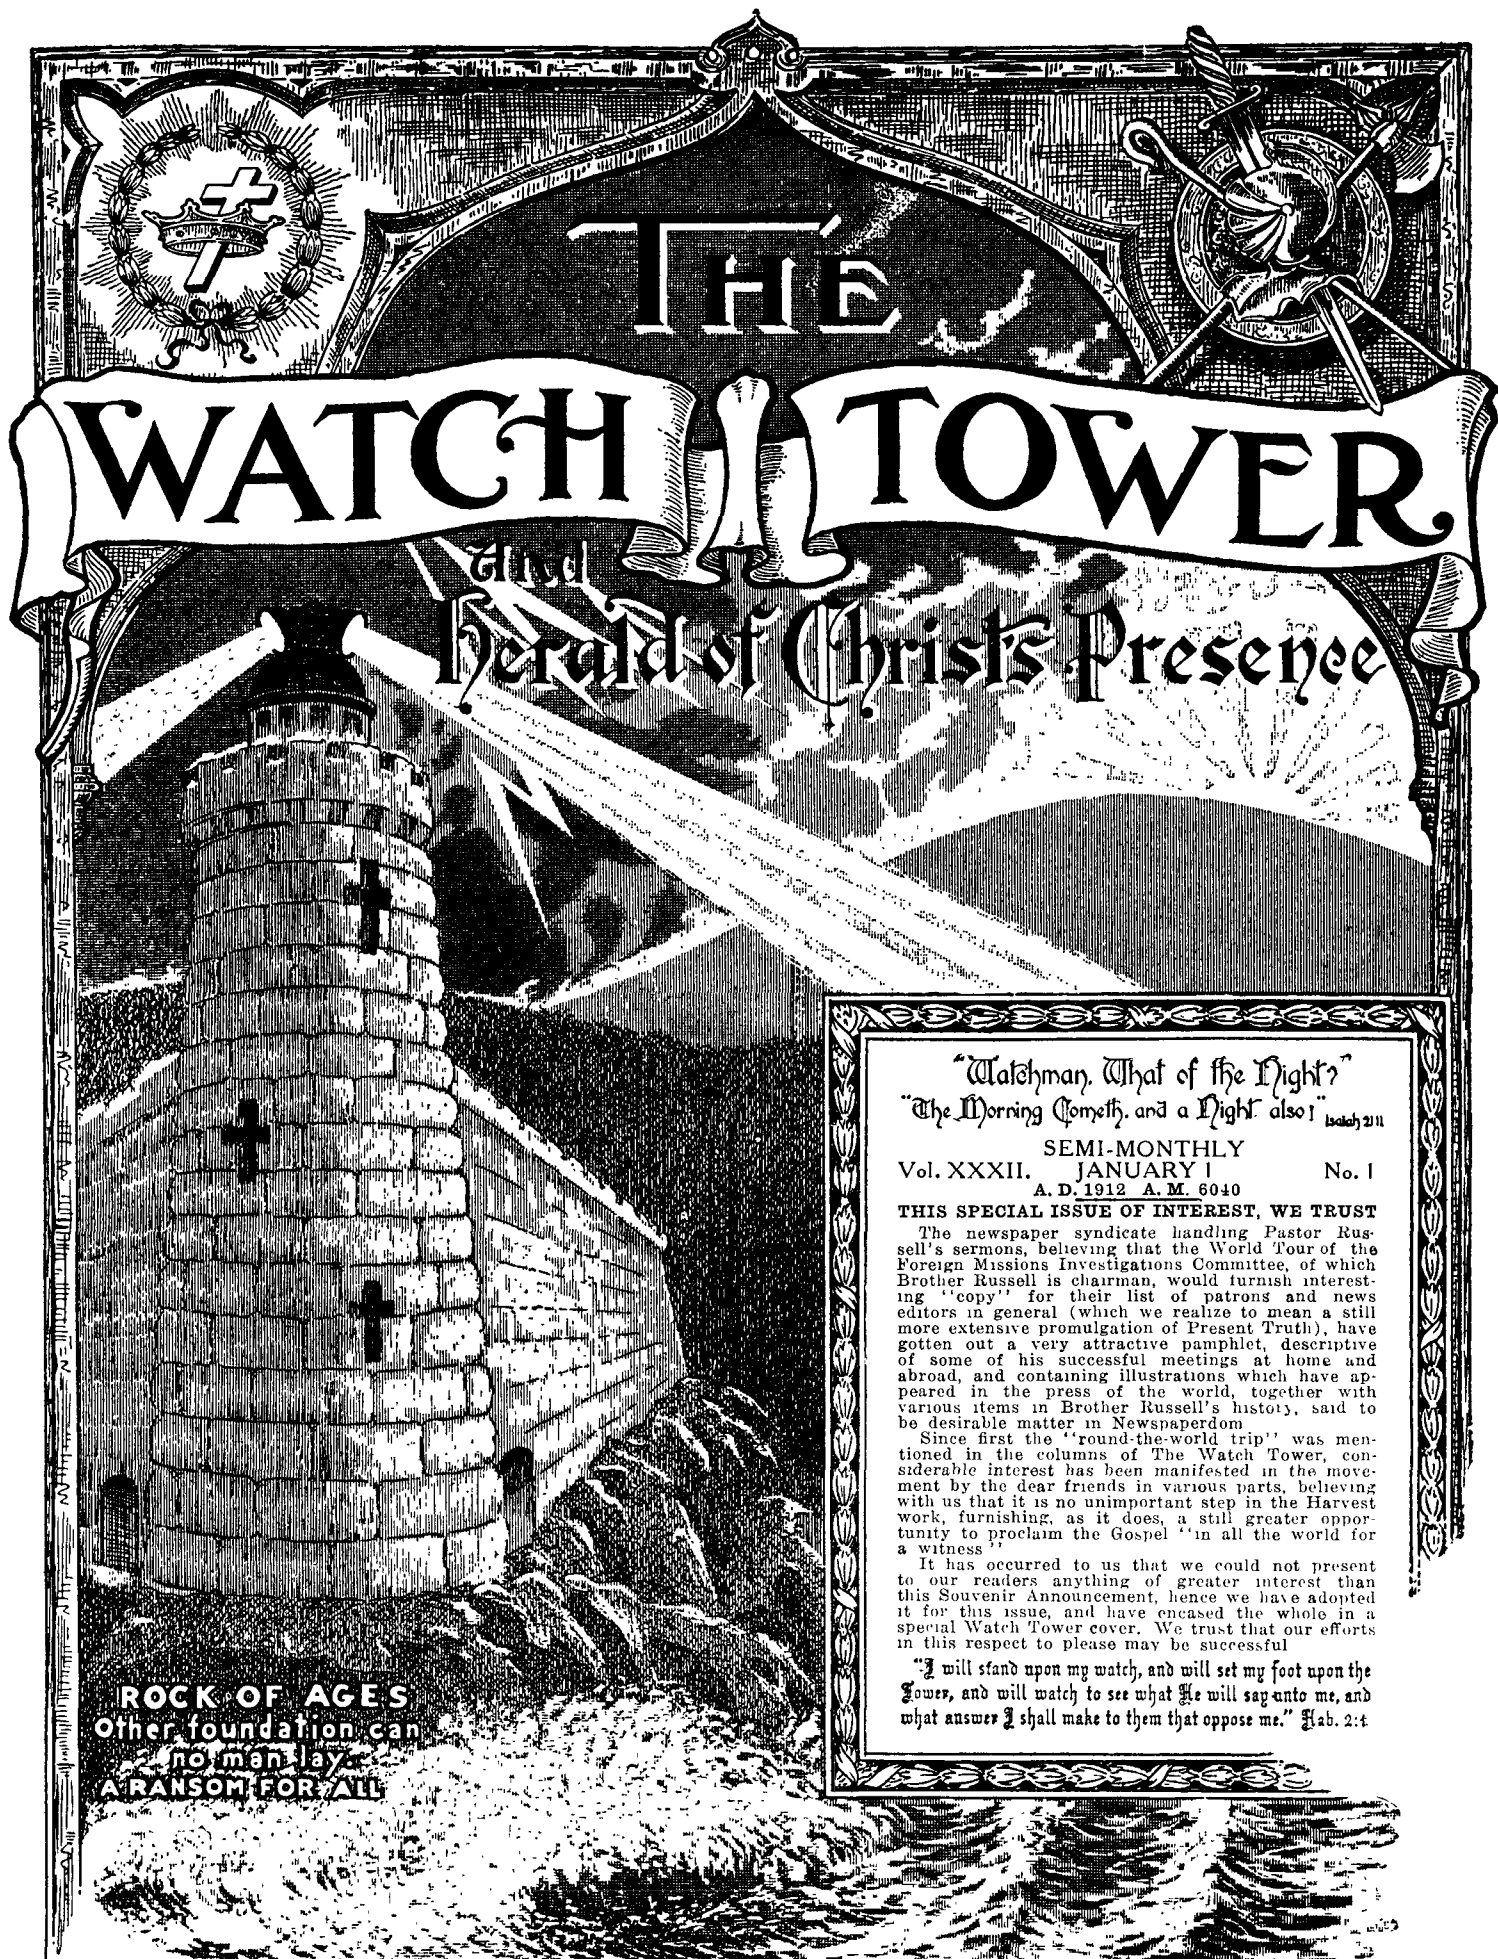 THE
WATCH TOWER
And
Herald of Christ's Presence
"Watchman, What of the Night?"
"The Morning Cometh, and a Night also!" Isaiah 21:11
SEMI-MONTHLY
Vol. XXXII. JANUARY 1 No. 1
A. D. 1912 A. M. 6040
THIS SPECIAL ISSUE OF INTEREST, WE TRUST
The newspaper syndicate handling Pastor Rus-
sell's sermons, believing that the World Tour of the
Foreign Missions Investigations Committee, of which
Brother Russell is chairman, would furnish interest-
ing "copy" for their list of patrons and news
editors in general (which we realize to mean a still
more extensive promulgation of Present Truth), have
gotten out a very attractive pamphlet, descriptive
of some of his successful meetings at home and
abroad, and containing illustrations which have ap-
peared in the press of the world, together with
various items in Brother Russell's history, said to
be desirable matter in Newspaperdom
Since first the "round-the-world trip" was men-
tioned in the columns of The Watch Tower, con-
siderable interest has been manifested in the move-
ment by the dear friends in various parts, believing
with us that it is no unimportant step in the Harvest
work, furnishing, as it does, a still greater oppor-
tunity to proclaim the Gospel "in all the world for
a witness"
It has occurred to us that we could not present
to our readers anything of greater interest than
this Souvenir Announcement, hence we have adopted
it for this issue, and have encased the whole in a
special Watch Tower cover. We trust that our efforts
in this respect to please may be successful
"I will stand upon my watch, and will set my foot upon the
Tower, and will watch to see what He will say unto me, and
what answer I shall make to them that oppose me." Hab. 2:1
ROCK OF AGES
Other foundation can
no man lay.
A RANSOM FOR ALL